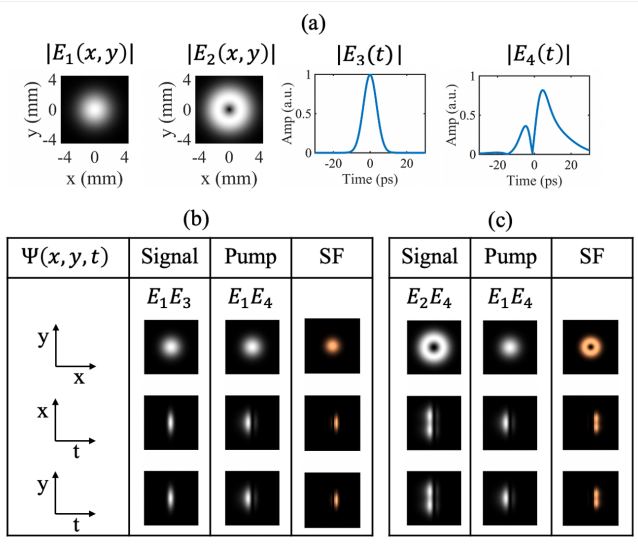 (a)
|E₁(x, y)| |E₂(x, y)| |E₃(t)| |E₄(t)|
y (mm) 4 0 -4
-4 0 4
x (mm)
y (mm) 4 0 -4
-4 0 4
x (mm)
Amp (a.u.) 1 0.5 0
-20 0 20
Time (ps)
Amp (a.u.) 1 0.5 0
-20 0 20
Time (ps)
(b) (c)
Ψ(x, y, t) Signal Pump SF Signal Pump SF
E₁E₃ E₁E₄ E₂E₄ E₁E₄
y
x
x
t
y
t